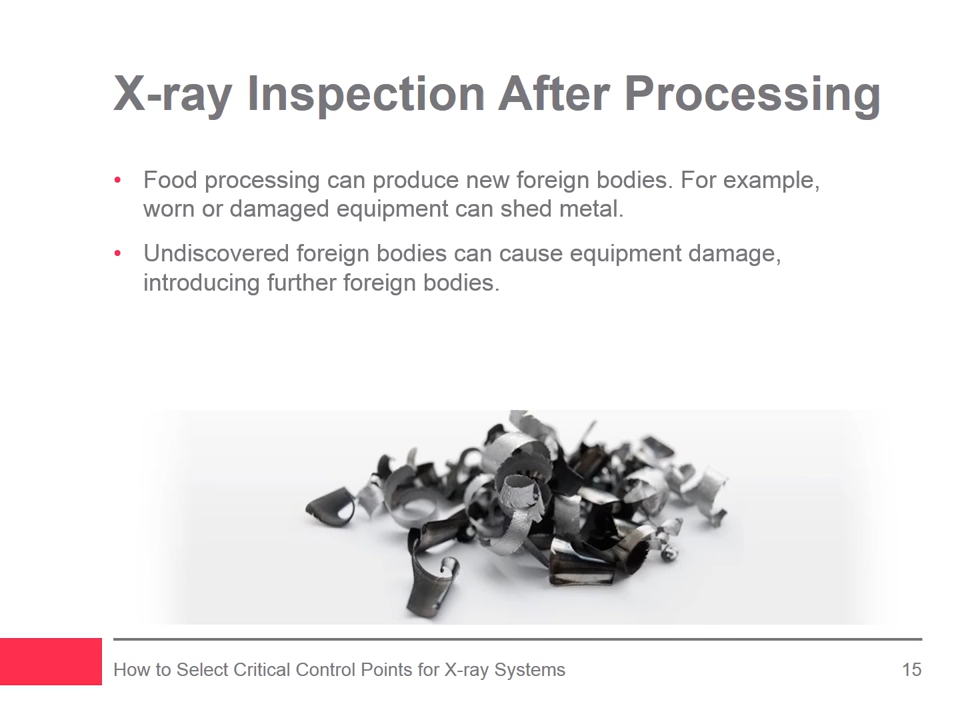 X-ray Inspection After Processing
• Food processing can produce new foreign bodies. For example,
worn or damaged equipment can shed metal.
• Undiscovered foreign bodies can cause equipment damage,
introducing further foreign bodies.
How to Select Critical Control Points for X-ray Systems
15